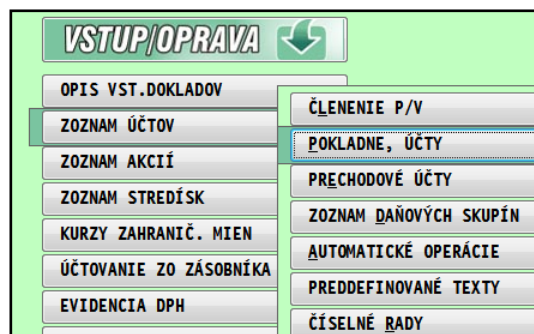 VSTUP/OPRAVA
OPIS VST.DOKLADOV
ZOZNAM ÚČTOV
ZOZNAM AKCIÍ
ZOZNAM STREDÍSK
KURZY ZAHRANIČ. MIEN
ÚČTOVANIE ZO ZÁSOBNÍKA
EVIDENCIA DPH
ČLENENIE P/V
POKLADNE, ÚČTY
PRECHODOVÉ ÚČTY
ZOZNAM DAŇOVÝCH SKUPÍN
AUTOMATICKÉ OPERÁCIE
PREDDEFINOVANÉ TEXTY
ČÍSELNÉ RADY